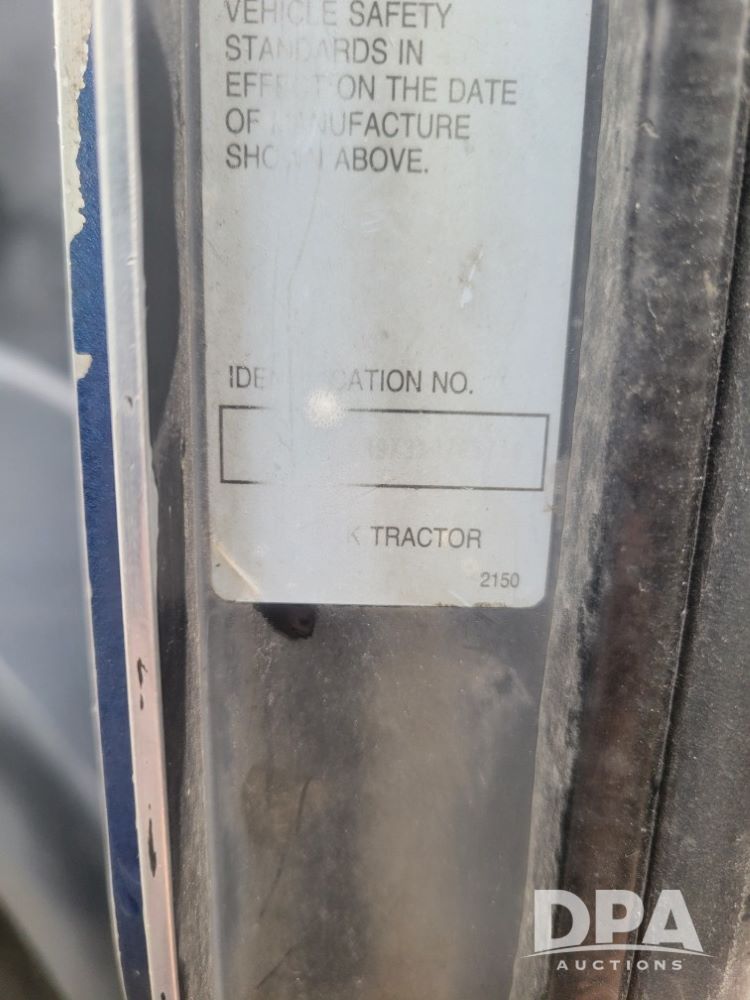 VEHICLE SAFETY
STANDARDS IN
EFFECT ON THE DATE
OF MANUFACTURE
SHOWN ABOVE.
IDENTIFICATION NO.
TRACTOR
2150
DPA
AUCTIONS